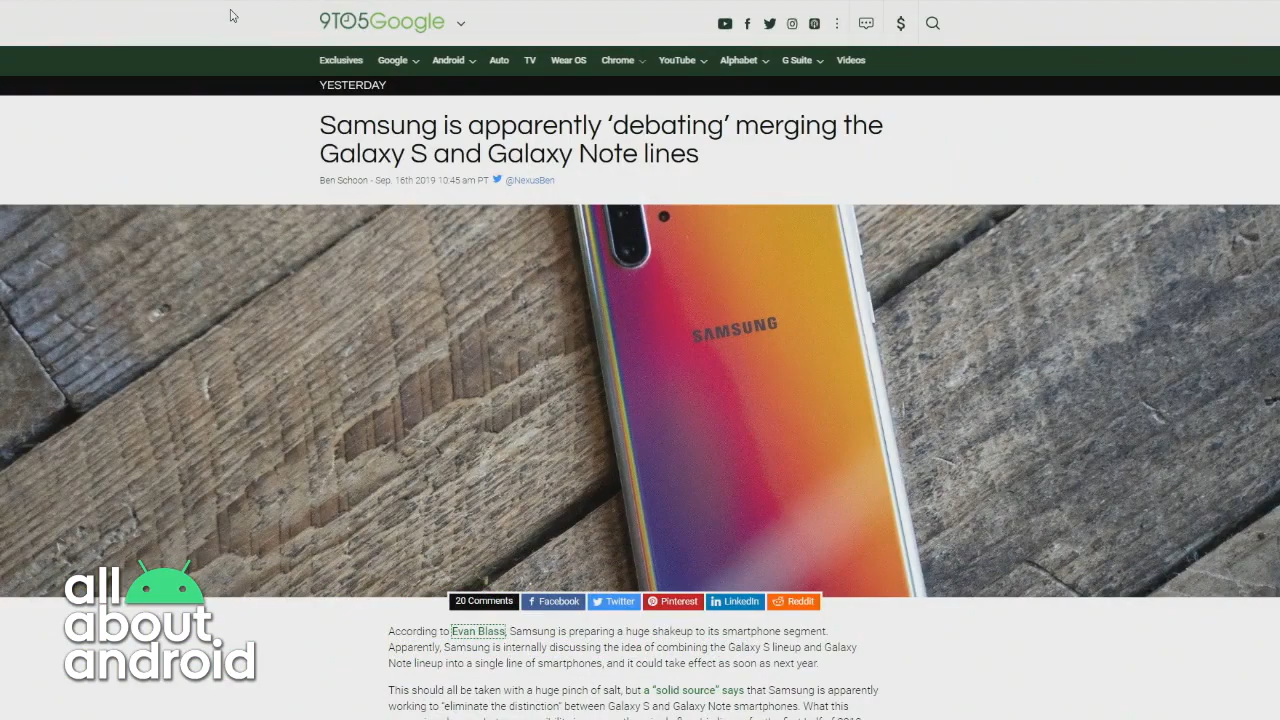 9TO5Google
Exclusives Google Android Auto TV Wear OS Chrome YouTube Alphabet G Suite Videos
YESTERDAY
Samsung is apparently ‘debating’ merging the
Galaxy S and Galaxy Note lines
Ben Schoon - Sep. 16th 2019 10:45 am PT @NexusBen
SAMSUNG
20 Comments Facebook Twitter Pinterest LinkedIn Reddit
According to Evan Blass, Samsung is preparing a huge shakeup to its smartphone segment.
Apparently, Samsung is internally discussing the idea of combining the Galaxy S lineup and Galaxy
Note lineup into a single line of smartphones, and it could take effect as soon as next year.
This should all be taken with a huge pinch of salt, but a “solid source” says that Samsung is apparently
working to “eliminate the distinction” between Galaxy S and Galaxy Note smartphones. What this
all
about
android